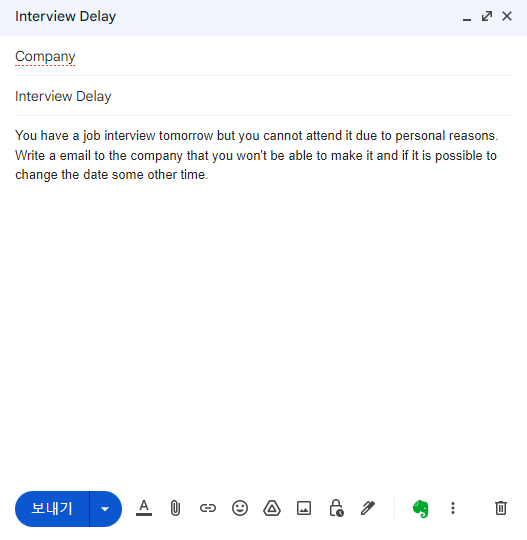 Interview Delay
Company
Interview Delay
You have a job interview tomorrow but you cannot attend it due to personal reasons.
Write a email to the company that you won't be able to make it and if it is possible to
change the date some other time.
보내기